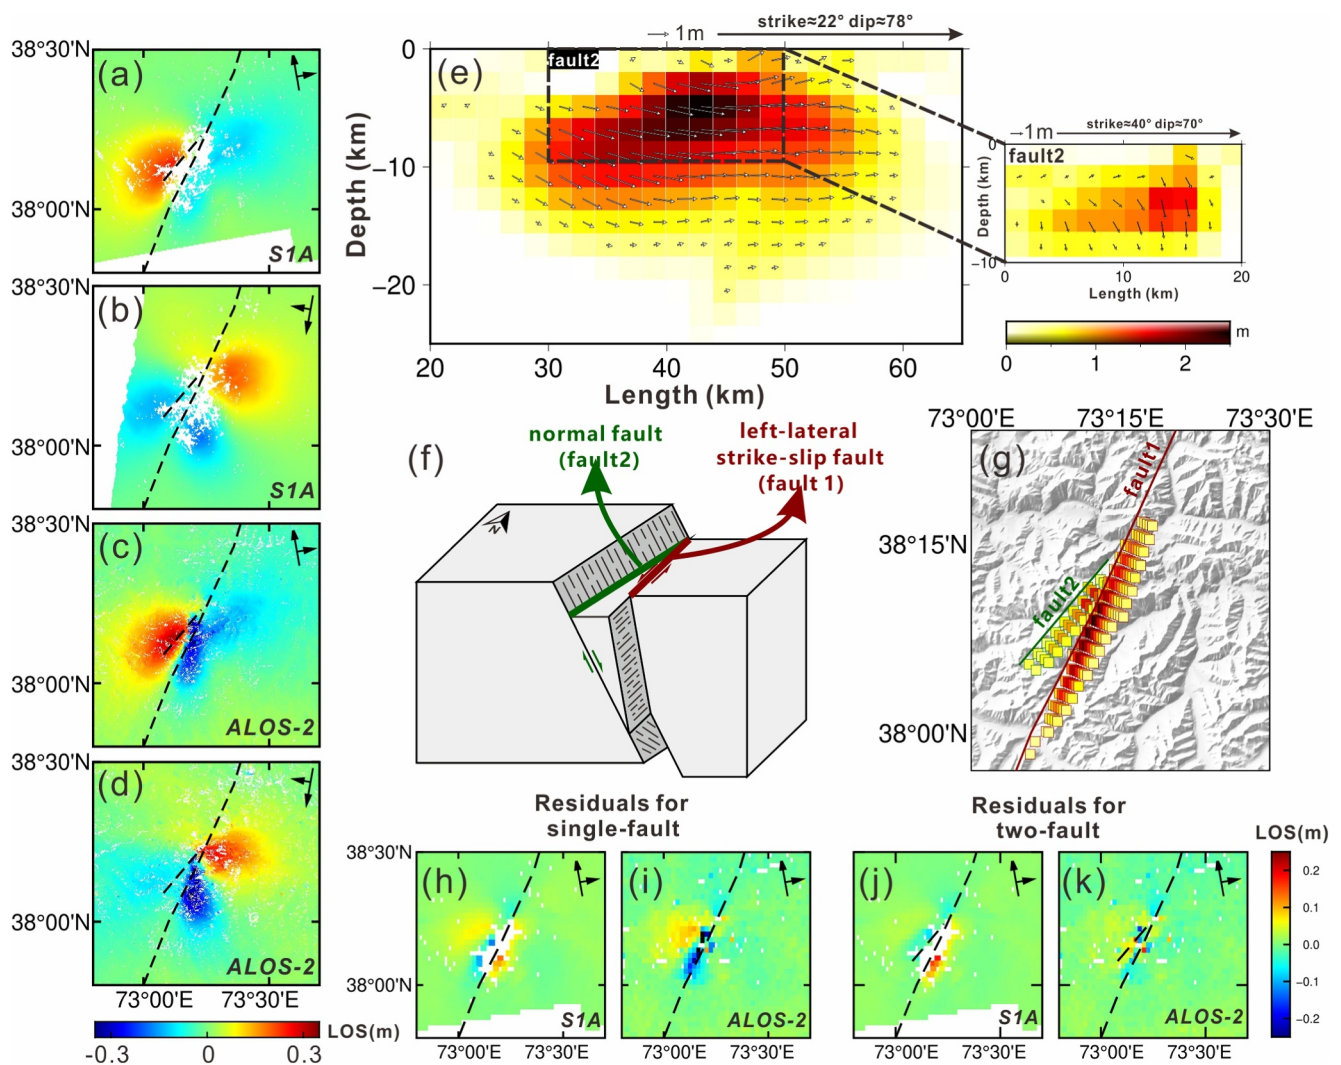 38°30'N
(a)
38°00'N
S1A
38°30'N
(b)
38°00'N
S1A
38°30'N
(c)
38°00'N
ALOS-2
38°30'N
(d)
38°00'N
ALOS-2
73°00'E
73°30'E
LOS(m)
-0.3
0
0.3
1m
strike≈22° dip≈78°
(e)
fault2
0
−10
−20
Depth (km)
20
30
40
50
60
Length (km)
1m
strike≈40° dip≈70°
fault2
0
−10
Depth (km)
0
10
20
Length (km)
m
0
1
2
(f)
normal fault
(fault2)
left-lateral
strike-slip fault
(fault 1)
N
73°00'E
73°15'E
73°30'E
(g)
fault1
fault2
38°15'N
38°00'N
Residuals for
single-fault
38°30'N
(h)
38°00'N
S1A
73°00'E
73°30'E
(i)
ALOS-2
73°00'E
73°30'E
Residuals for
two-fault
(j)
S1A
73°00'E
73°30'E
(k)
ALOS-2
73°00'E
73°30'E
LOS(m)
0.2
0.1
0.0
−0.1
−0.2